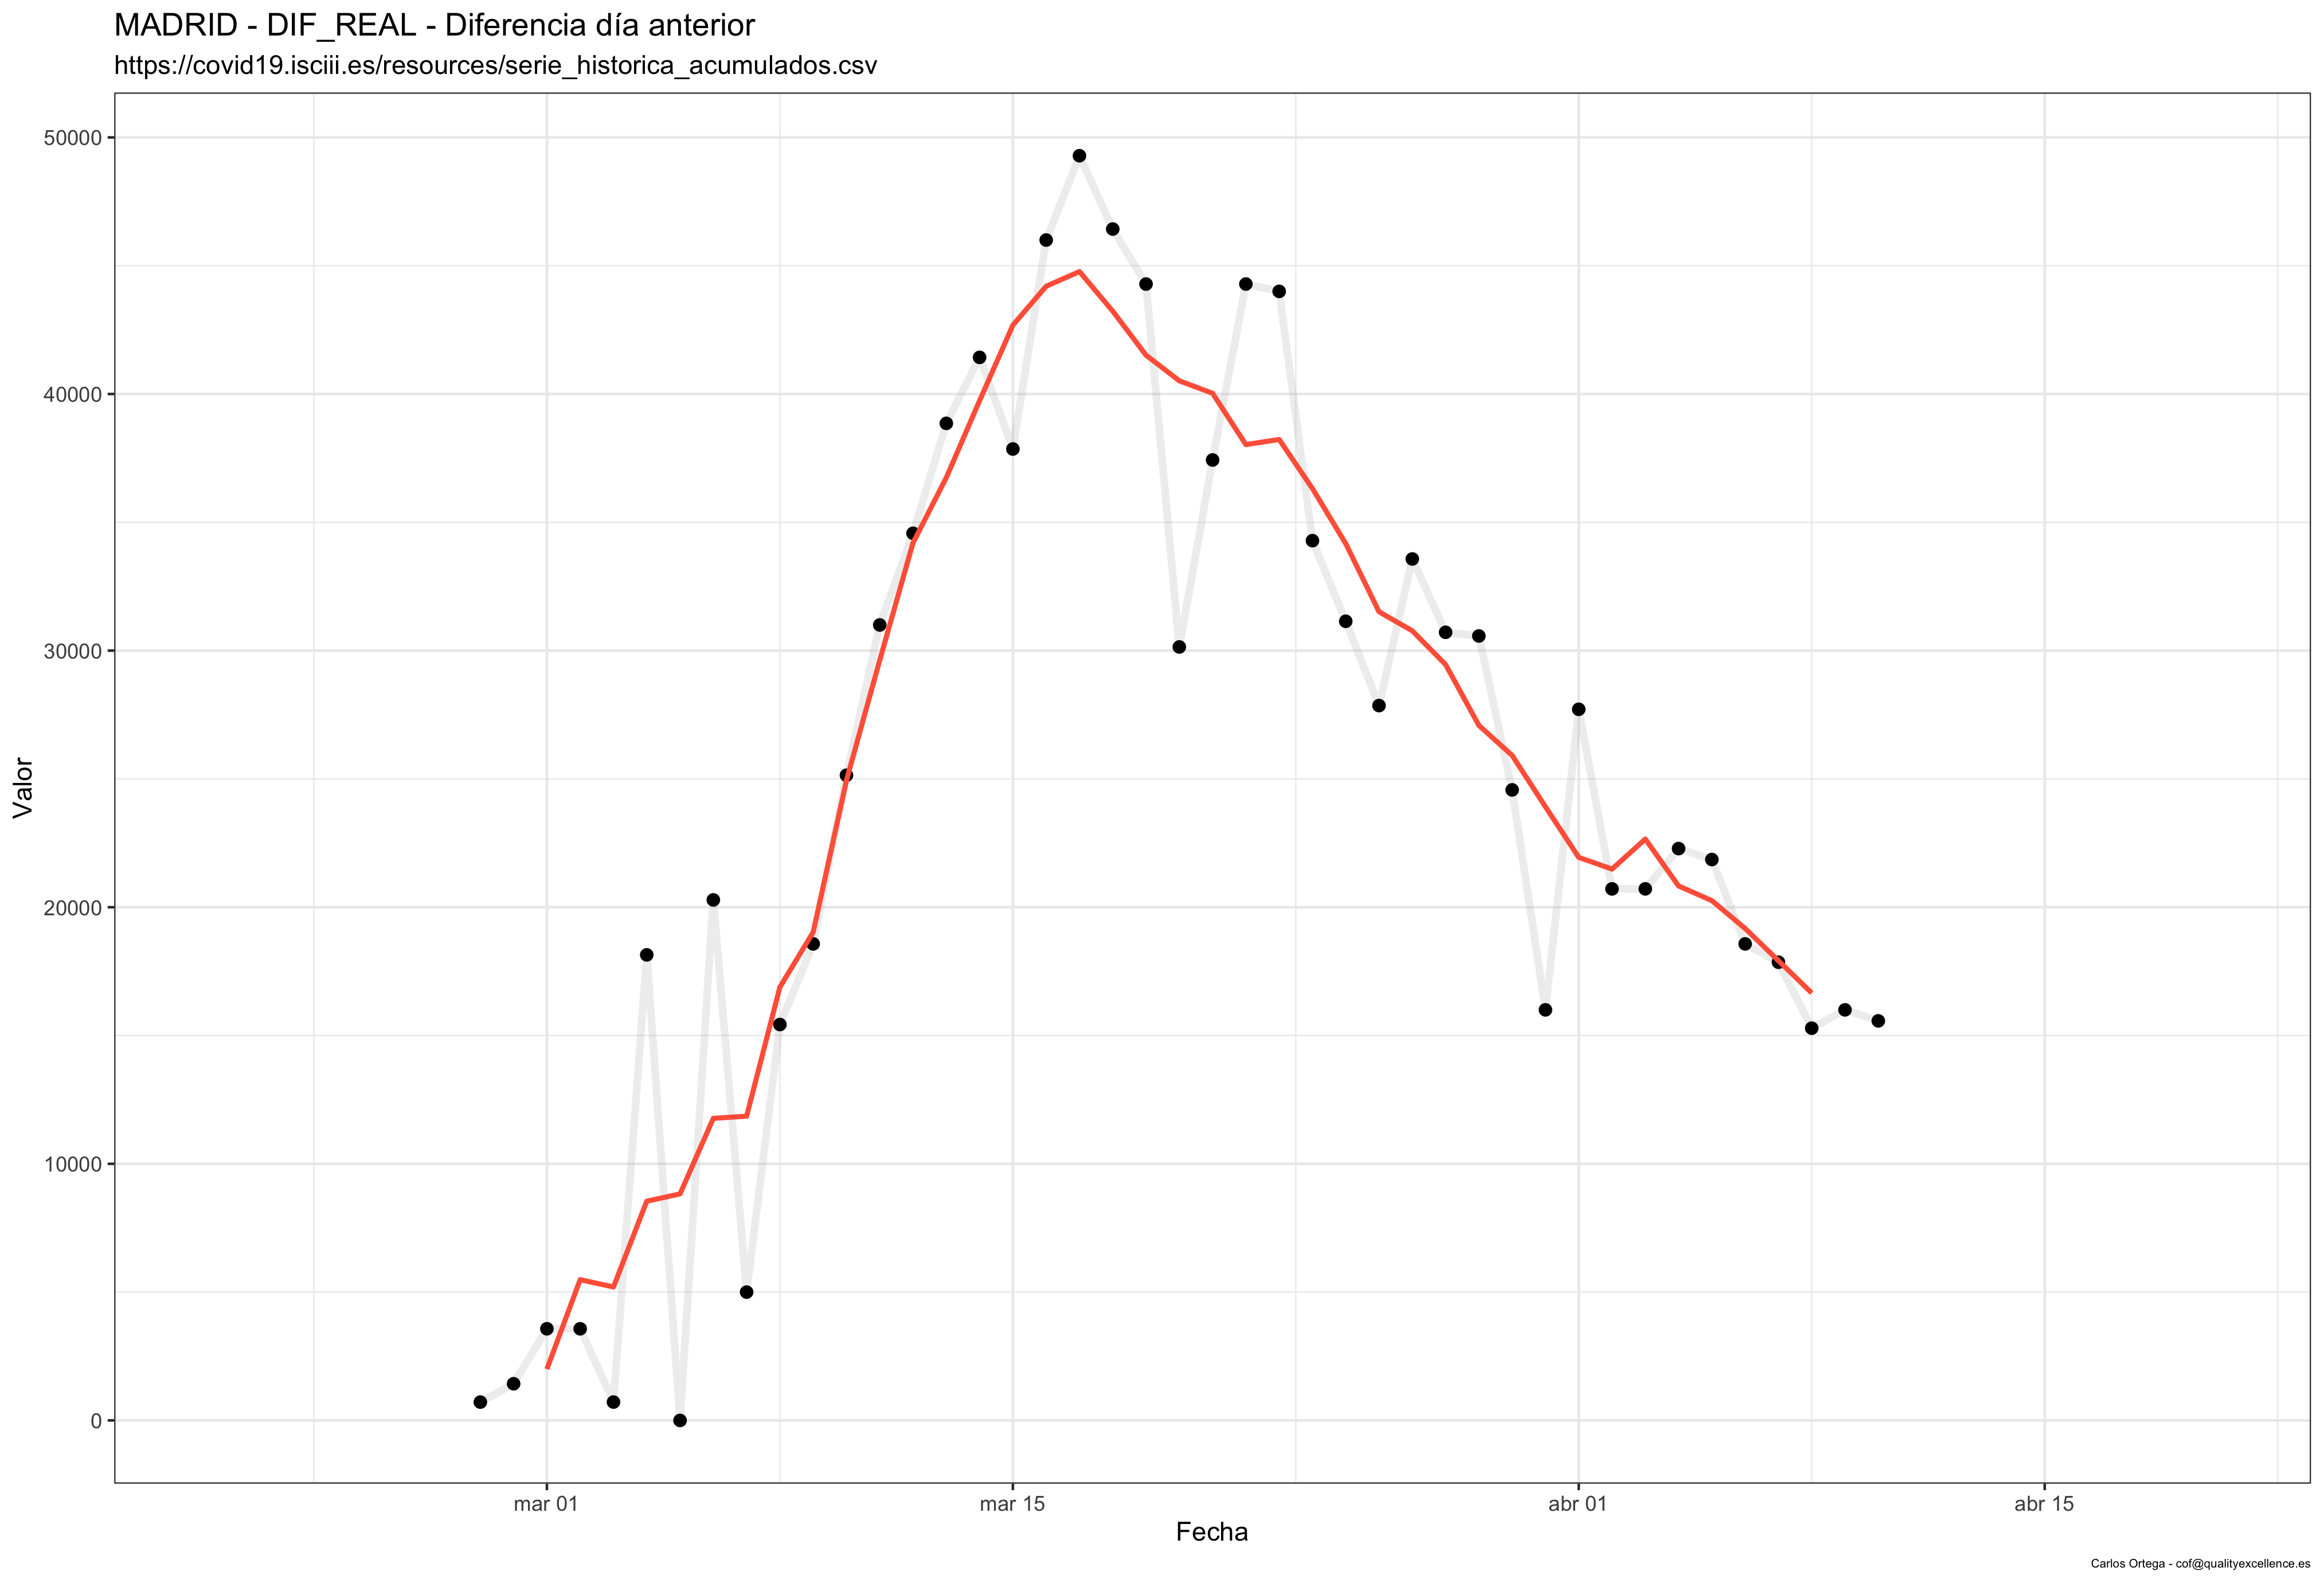 MADRID - DIF_REAL - Diferencia día anterior
https://covid19.isciii.es/resources/serie_historica_acumulados.csv
50000
40000
30000
20000
10000
0
Valor
mar 01
mar 15
abr 01
abr 15
Fecha
Carlos Ortega - cof@qualityexcellence.es